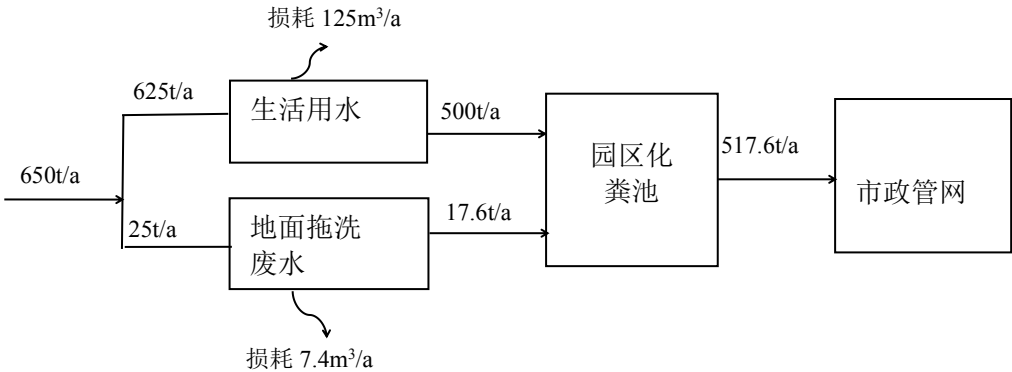 损耗 125m³/a
625t/a
生活用水
500t/a
园区化
粪池
517.6t/a
市政管网
650t/a
25t/a
地面拖洗
废水
17.6t/a
损耗 7.4m³/a